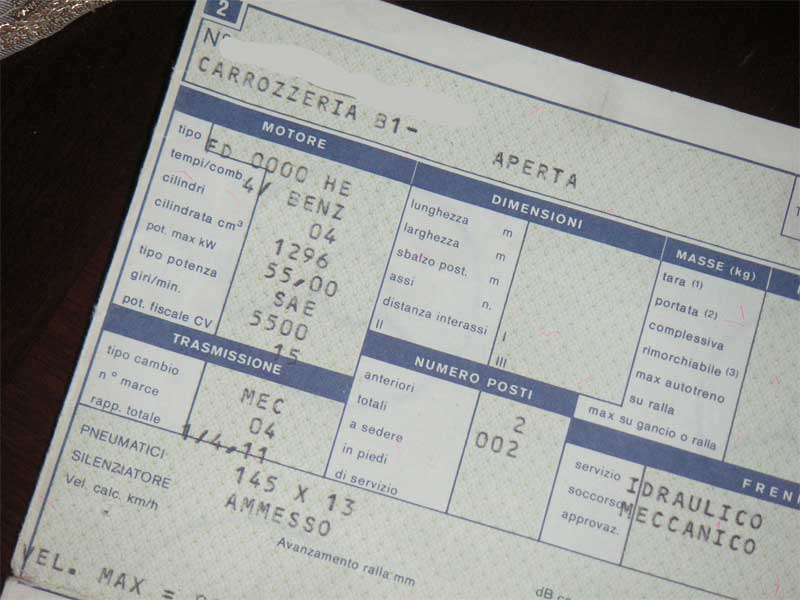 2
N°
CARROZZERIA B1- APERTA
MOTORE
tipo ED 0000 HE
tempi/comb. 4/ BENZ
cilindri 04
cilindrata cm³ 1296
pot. max kW 55,00
tipo potenza SAE
giri/min. 5500
pot. fiscale CV 15
DIMENSIONI
lunghezza m
larghezza m
sbalzo post. m
assi n.
distanza interassi I
II III
MASSE (kg)
tara (1)
portata (2)
complessiva
rimorchiabile (3)
max autotreno
su ralla
max su gancio o ralla
TRASMISSIONE
tipo cambio MEC
n° marce 04
rapp. totale 1/4,11
NUMERO POSTI
anteriori 2
totali 002
a sedere
in piedi
di servizio
FRENI
servizio IDRAULICO
soccorso MECCANICO
approvaz.
PNEUMATICI 145 X 13
SILENZIATORE AMMESSO
Vel. calc. km/h
Avanzamento ralla mm
VEL. MAX =
dB